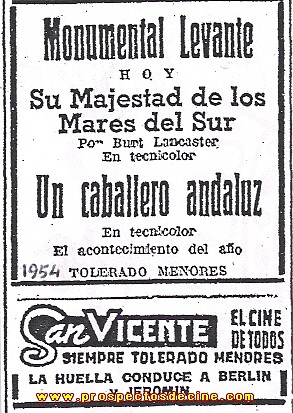 Monumental Levante
HOY
Su Majestad de los
Mares del Sur
Por Burt Lancaster
En tecnicolor
Un caballero andaluz
En tecnicolor
El acontecimiento del año
1954 TOLERADO MENORES
San VICENTE
EL CINE
DE TODOS
SIEMPRE TOLERADO MENORES
LA HUELLA CONDUCE A BERLIN
y JEROMIN
www.prospectosdecine.com